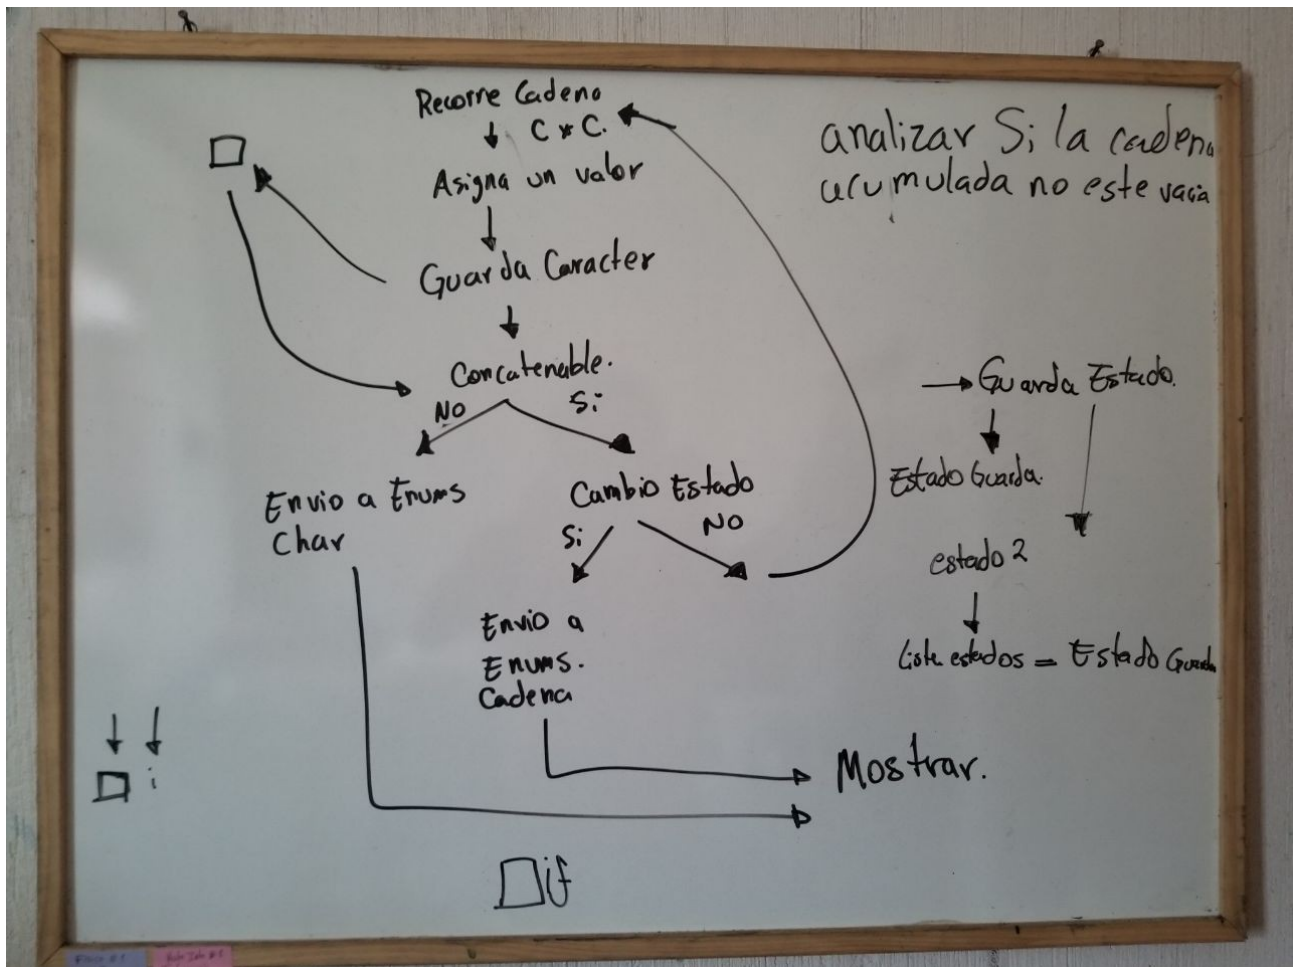 Recorre Cadena
C x C.
Asigna un valor
Guarda Caracter
Concatenable.
NO
Si
Envio a Enums
Char
Cambio Estado
Si
NO
Envio a
Enums.
Cadena
Mostrar.
analizar Si la cadena
acumulada no este vacia
Guarda Estado.
Estado Guarda.
estado 2
Lista estados = Estado Guarda
i
if